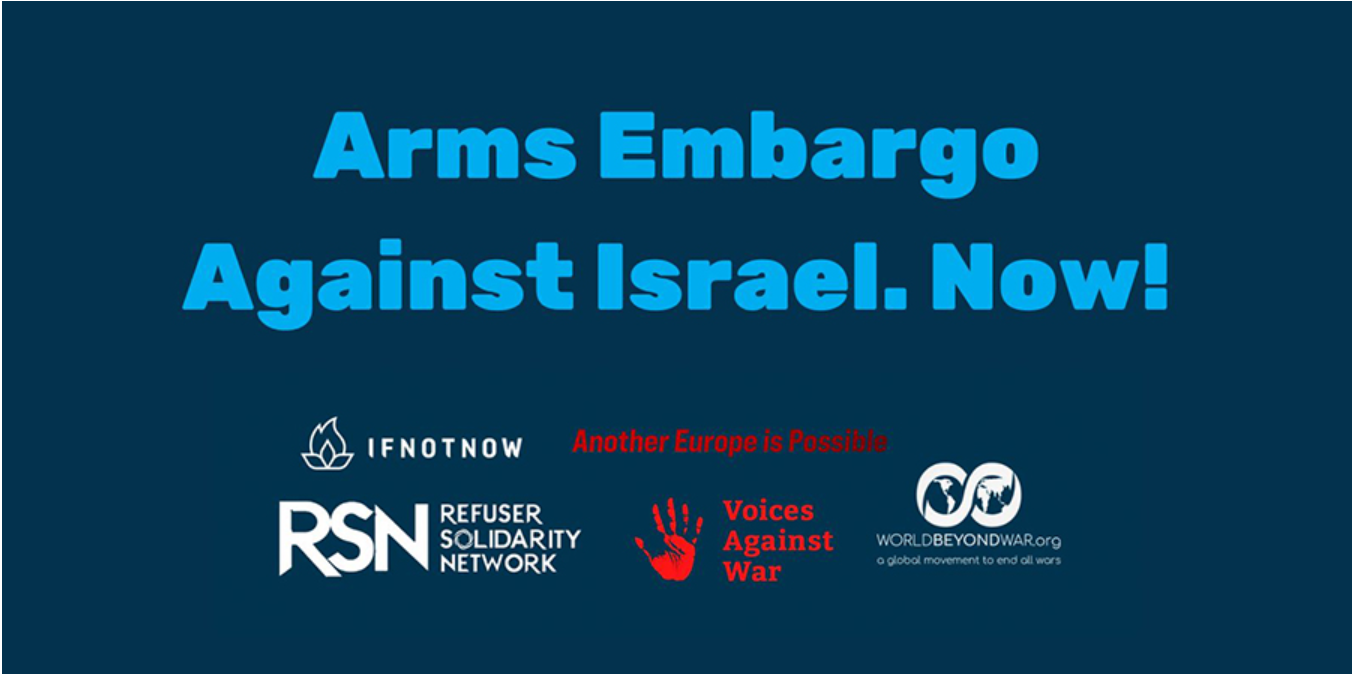 Arms Embargo
Against Israel. Now!
IFNOTNOW
Another Europe is Possible
RSN
REFUSER
SOLIDARITY
NETWORK
Voices
Against
War
WORLDBEYONDWAR.org
a global movement to end all wars